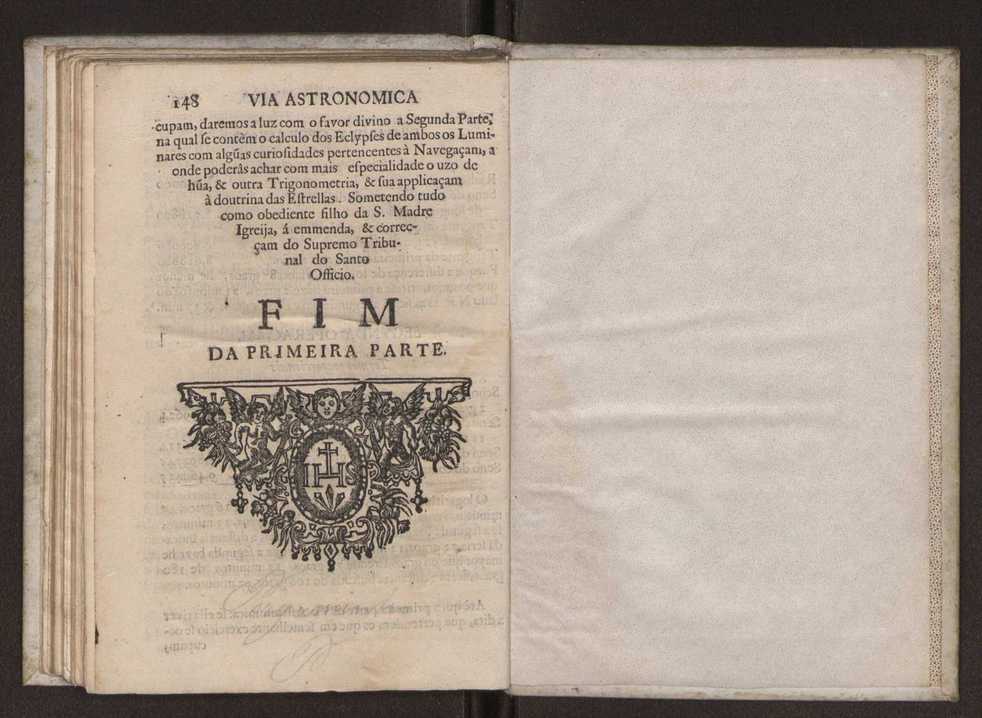 148 VIA ASTRONOMICA
cupam, daremos a luz com o favor divino a Segunda Parte,
na qual ſe contèm o calculo dos Eclypſes de ambos os Lumi-
nares com algũas curioſidades pertencentes à Navegaçam, a
onde poderâs achar com mais eſpecialidade o uzo de
hũa, & outra Trigonometria, & ſua applicaçam
à doutrina das Eſtrellas. Sometendo tudo
como obediente filho da S. Madre
Igreija, á emmenda, & correc-
çam do Supremo Tribu-
nal do Santo
Officio.
FIM
DA PRIMEIRA PARTE.
IHS